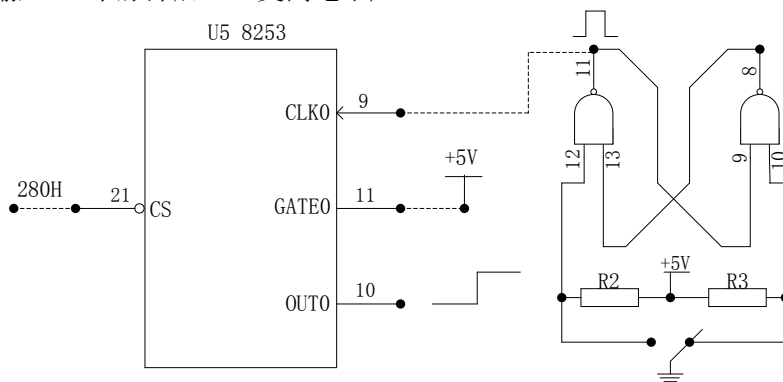 U5 8253
CLK0
9
11
8
12
13
9
10
+5V
280H
21
CS
GATE0
11
+5V
R2
R3
OUT0
10